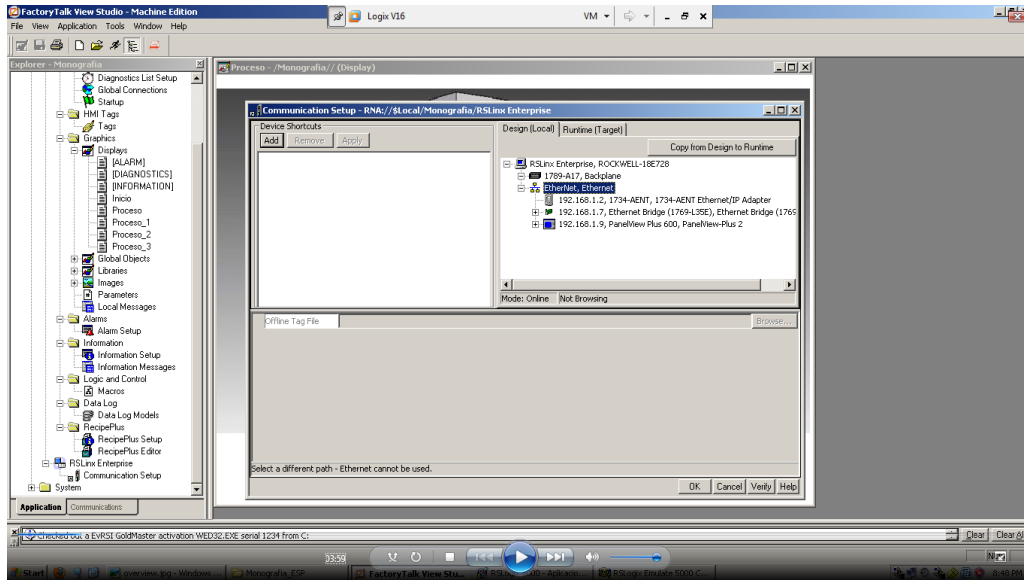 FactoryTalk View Studio - Machine Edition
Logix V16
VM
File View Application Tools Window Help
Explorer - Monografia
Diagnostics List Setup
Global Connections
Startup
HMI Tags
Tags
Graphics
Displays
[ALARM]
[DIAGNOSTICS]
[INFORMATION]
Inicio
Proceso
Proceso_1
Proceso_2
Proceso_3
Global Objects
Libraries
Images
Parameters
Local Messages
Alarms
Alarm Setup
Information
Information Setup
Information Messages
Logic and Control
Macros
Data Log
Data Log Models
RecipePlus
RecipePlus Setup
RecipePlus Editor
RSLinx Enterprise
Communication Setup
System
Application Communications
Proceso - /Monografia// (Display)
Communication Setup - RNA://$Local/Monografia/RSLinx Enterprise
Device Shortcuts
Add Remove Apply
Design (Local) Runtime (Target)
Copy from Design to Runtime
RSLinx Enterprise, ROCKWELL-18E728
1789-A17, Backplane
EtherNet, Ethernet
192.168.1.2, 1734-AENT, 1734-AENT Ethernet/IP Adapter
192.168.1.7, Ethernet Bridge (1769-L35E), Ethernet Bridge (1769
192.168.1.9, PanelView Plus 600, PanelView-Plus 2
Mode: Online Not Browsing
Offline Tag File
Browse...
Select a different path - Ethernet cannot be used.
OK Cancel Verify Help
Checked out a EvRSI GoldMaster activation WED32.EXE serial 1234 from C:
Clear Clear Al
03:59
Start
overview.jpg - Windows
Monografia_ESP
FactoryTalk View Stu...
RSLogix Emulate 5000 C...
8:48 PM